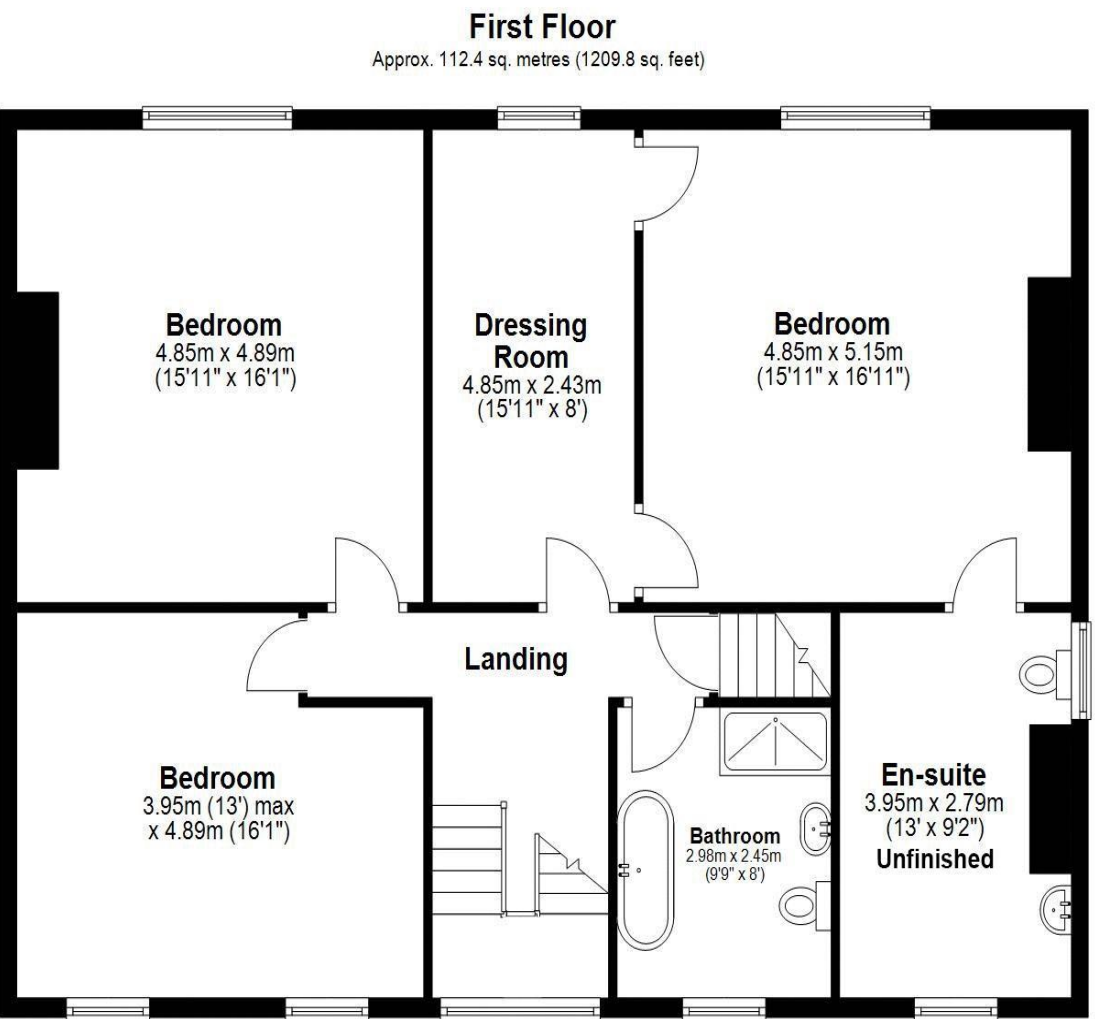 First Floor
Approx. 112.4 sq. metres (1209.8 sq. feet)
Bedroom
4.85m x 4.89m
(15'11" x 16'1")
Dressing
Room
4.85m x 2.43m
(15'11" x 8')
Bedroom
4.85m x 5.15m
(15'11" x 16'11")
Landing
Bedroom
3.95m (13') max
x 4.89m (16'1")
Bathroom
2.98m x 2.45m
(9'9" x 8')
En-suite
3.95m x 2.79m
(13' x 9'2")
Unfinished